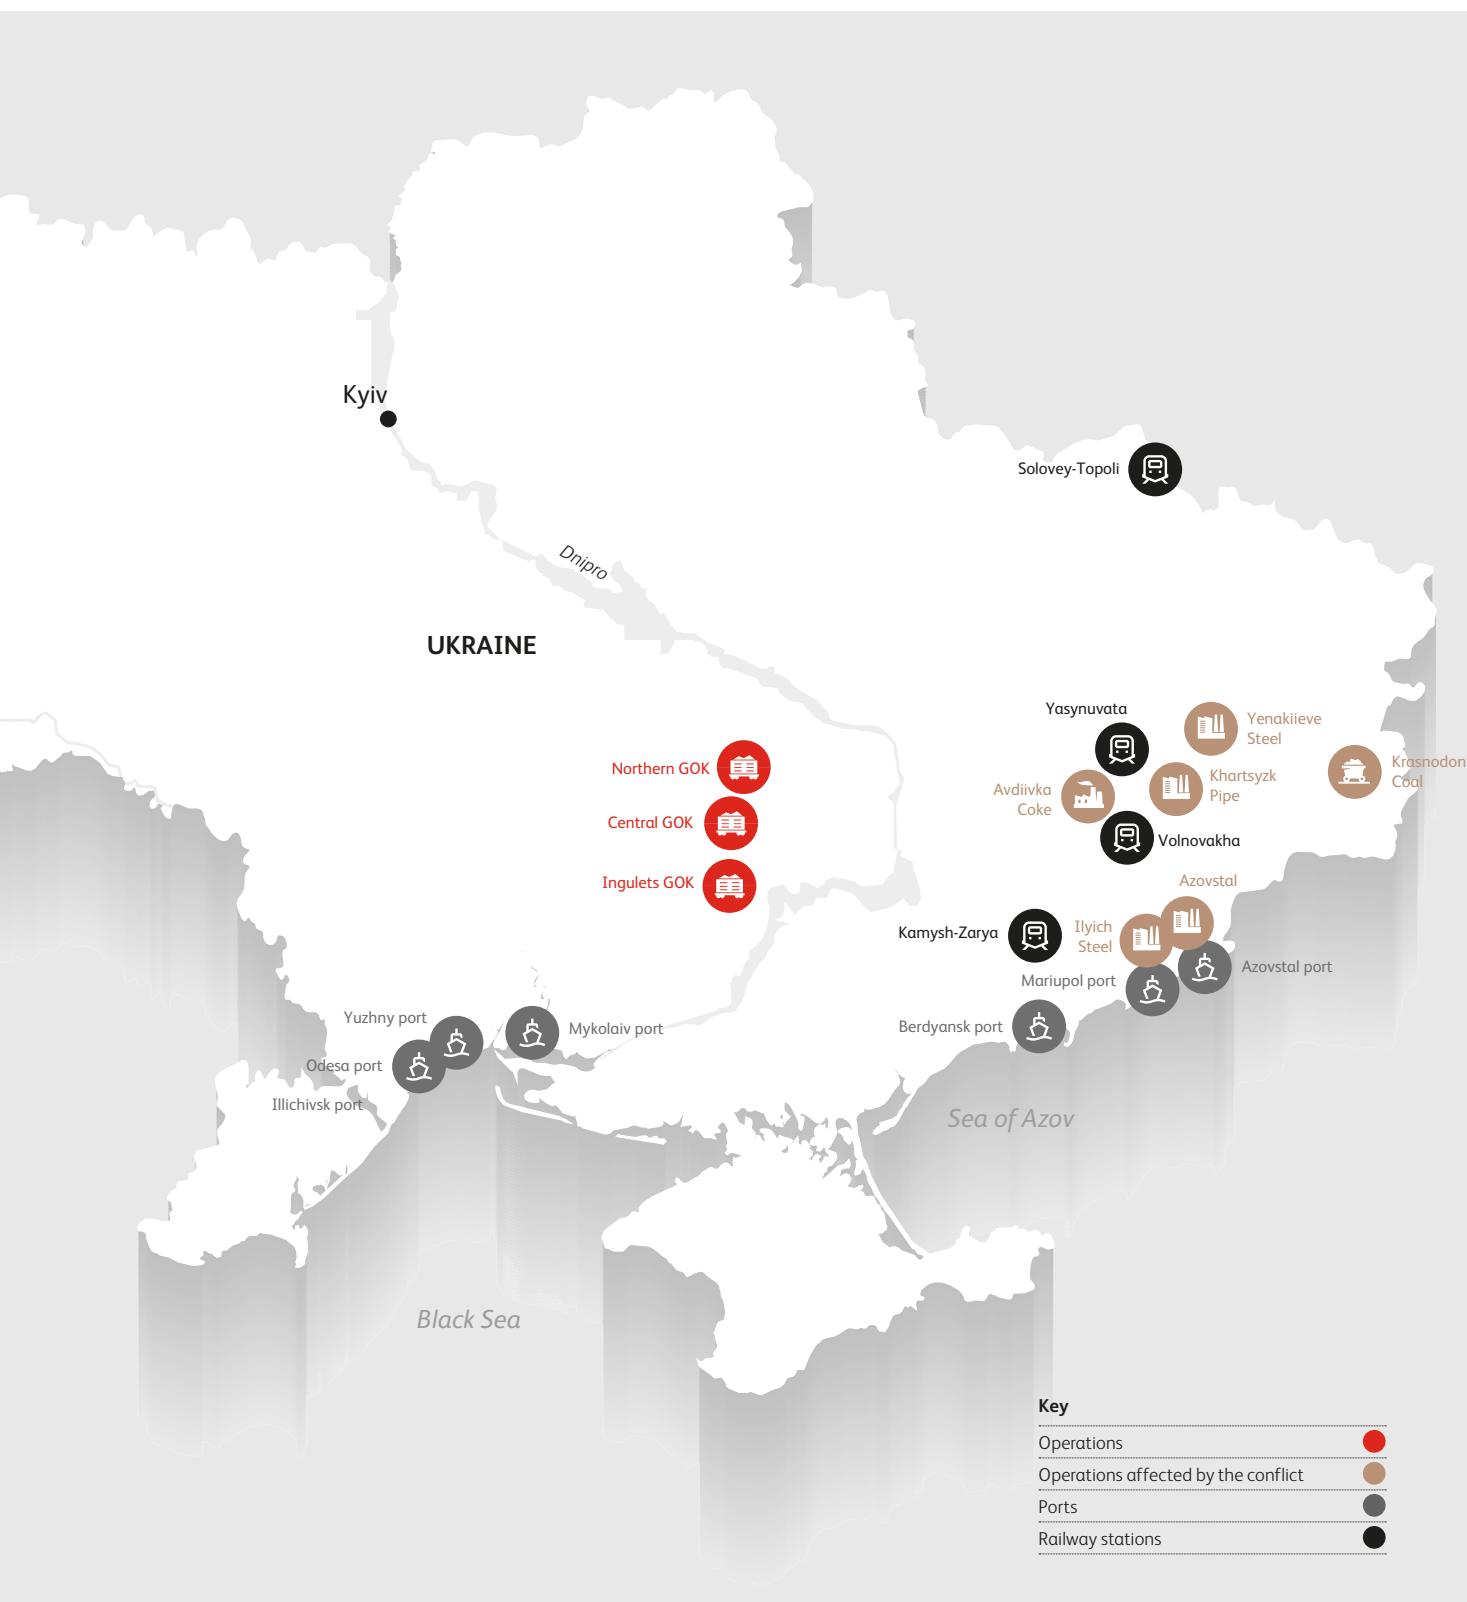 Kyiv
Solovey-Topoli
Dnipro
UKRAINE
Yasynuvata
Yenakiieve
Steel
Northern GOK
Krasnodon
Coal
Khartsyzk
Pipe
Avdiivka
Coke
Central GOK
Volnovakha
Ingulets GOK
Azovstal
Kamysh-Zarya
Ilyich
Steel
Azovstal port
Mariupol port
Yuzhny port
Mykolaiv port
Berdyansk port
Odesa port
Illichivsk port
Sea of Azov
Black Sea
Key
Operations
Operations affected by the conflict
Ports
Railway stations